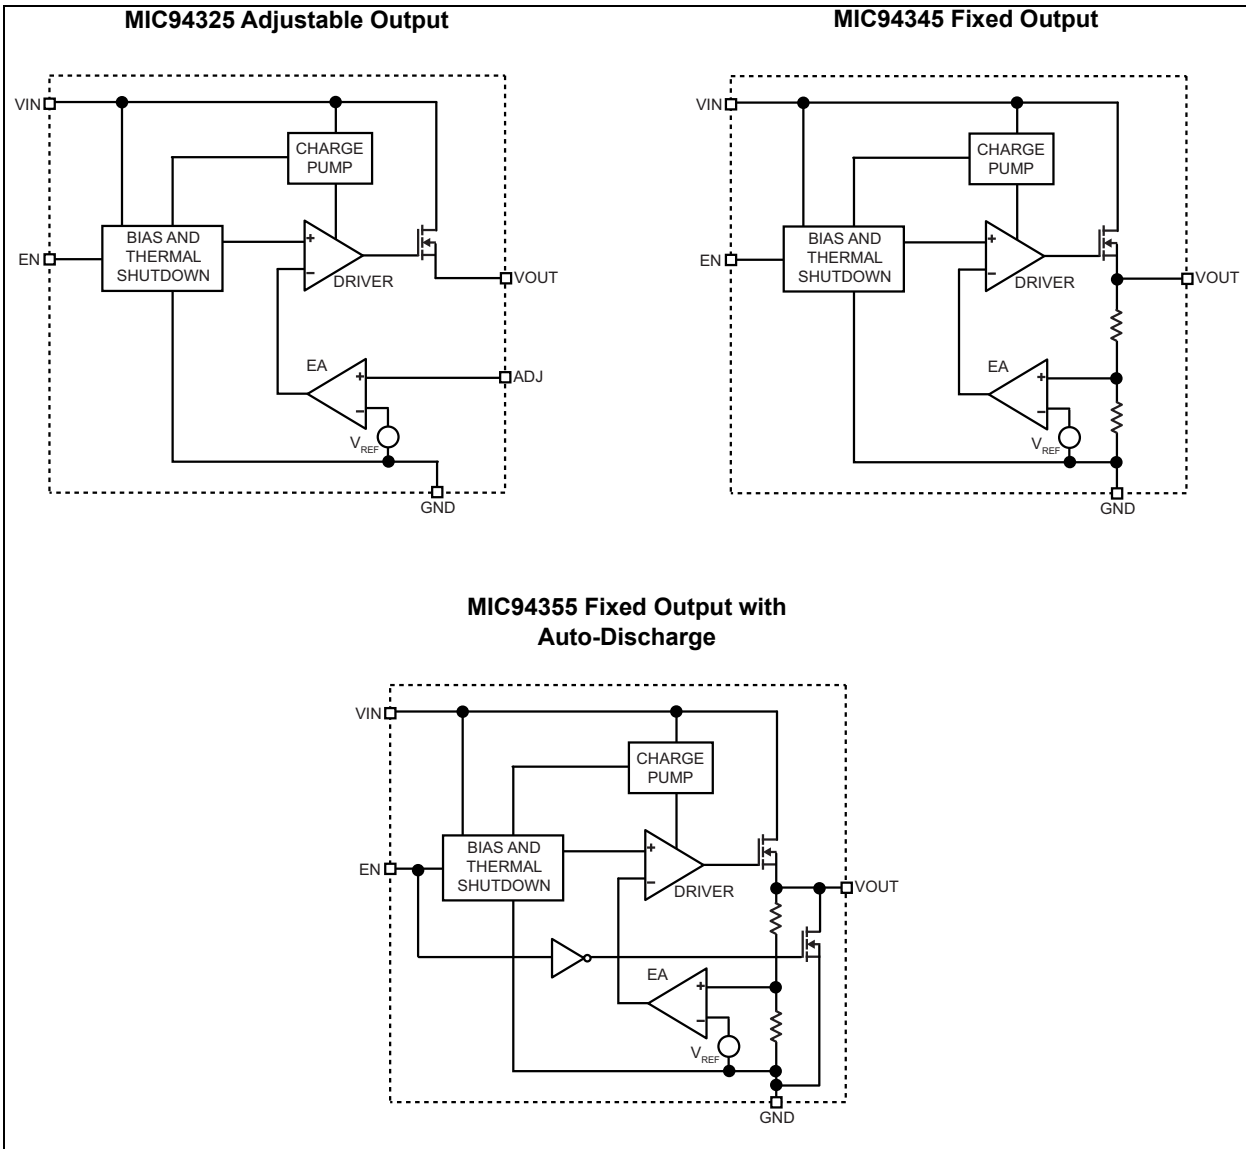 MIC94325 Adjustable Output
VIN
CHARGE
PUMP
BIAS AND
THERMAL
SHUTDOWN
EN
+
−
DRIVER
VOUT
EA
+
−
ADJ
VREF
GND
MIC94345 Fixed Output
VIN
CHARGE
PUMP
BIAS AND
THERMAL
SHUTDOWN
EN
+
−
DRIVER
VOUT
EA
+
−
VREF
GND
MIC94355 Fixed Output with
Auto-Discharge
VIN
CHARGE
PUMP
BIAS AND
THERMAL
SHUTDOWN
EN
+
−
DRIVER
VOUT
EA
+
−
VREF
GND